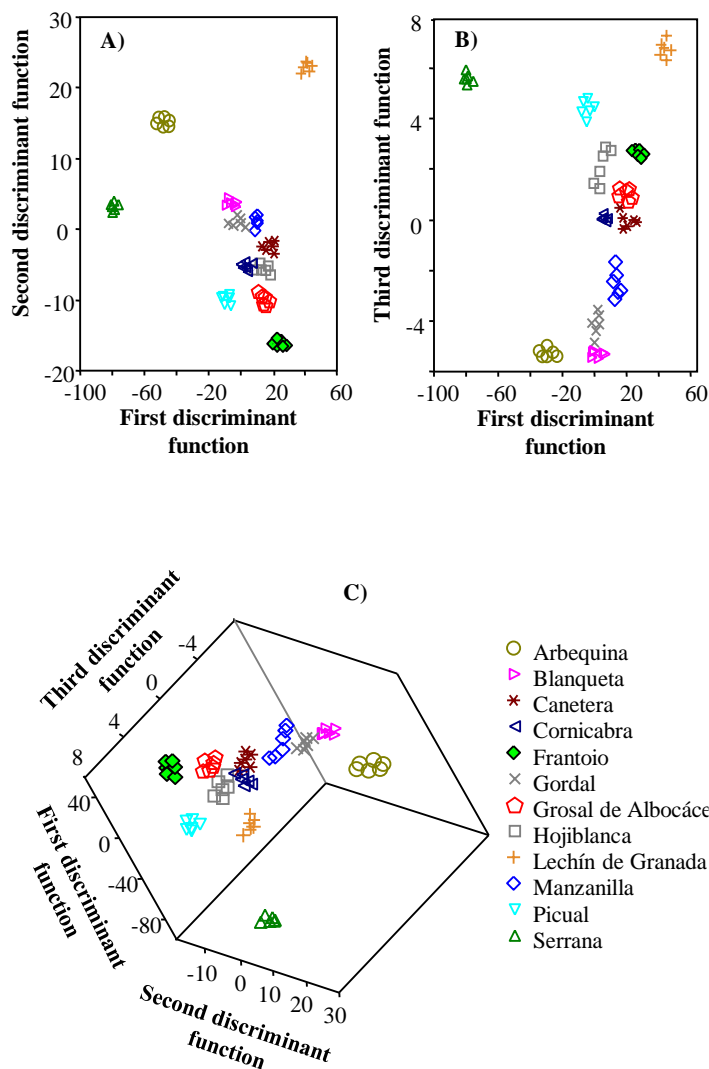 A)
Second discriminant function
30
20
10
0
-10
-20
-100
-60
-20
20
60
First discriminant
function
B)
Third discriminant function
8
4
0
-4
-100
-60
-20
20
60
First discriminant
function
C)
Third discriminant
function
-4
0
4
8
First discriminant
function
40
0
-40
-80
Second discriminant
function
-10
0
10
20
30
Arbequina
Blanqueta
Canetera
Cornicabra
Frantoio
Gordal
Grosal de Albocáce
Hojiblanca
Lechín de Granada
Manzanilla
Picual
Serrana